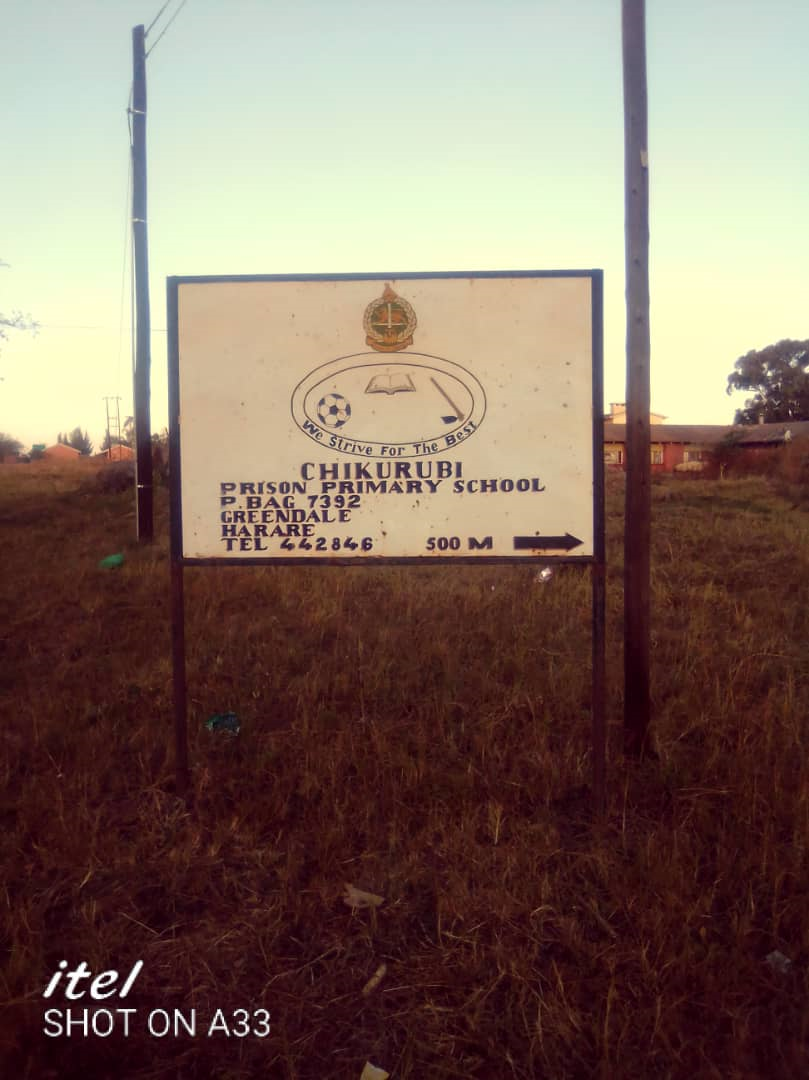 We Strive For The Best
CHIKURUBI
PRISON PRIMARY SCHOOL
P. BAG 7392
GREENDALE
HARARE
TEL 442846 500 M
itel
SHOT ON A33